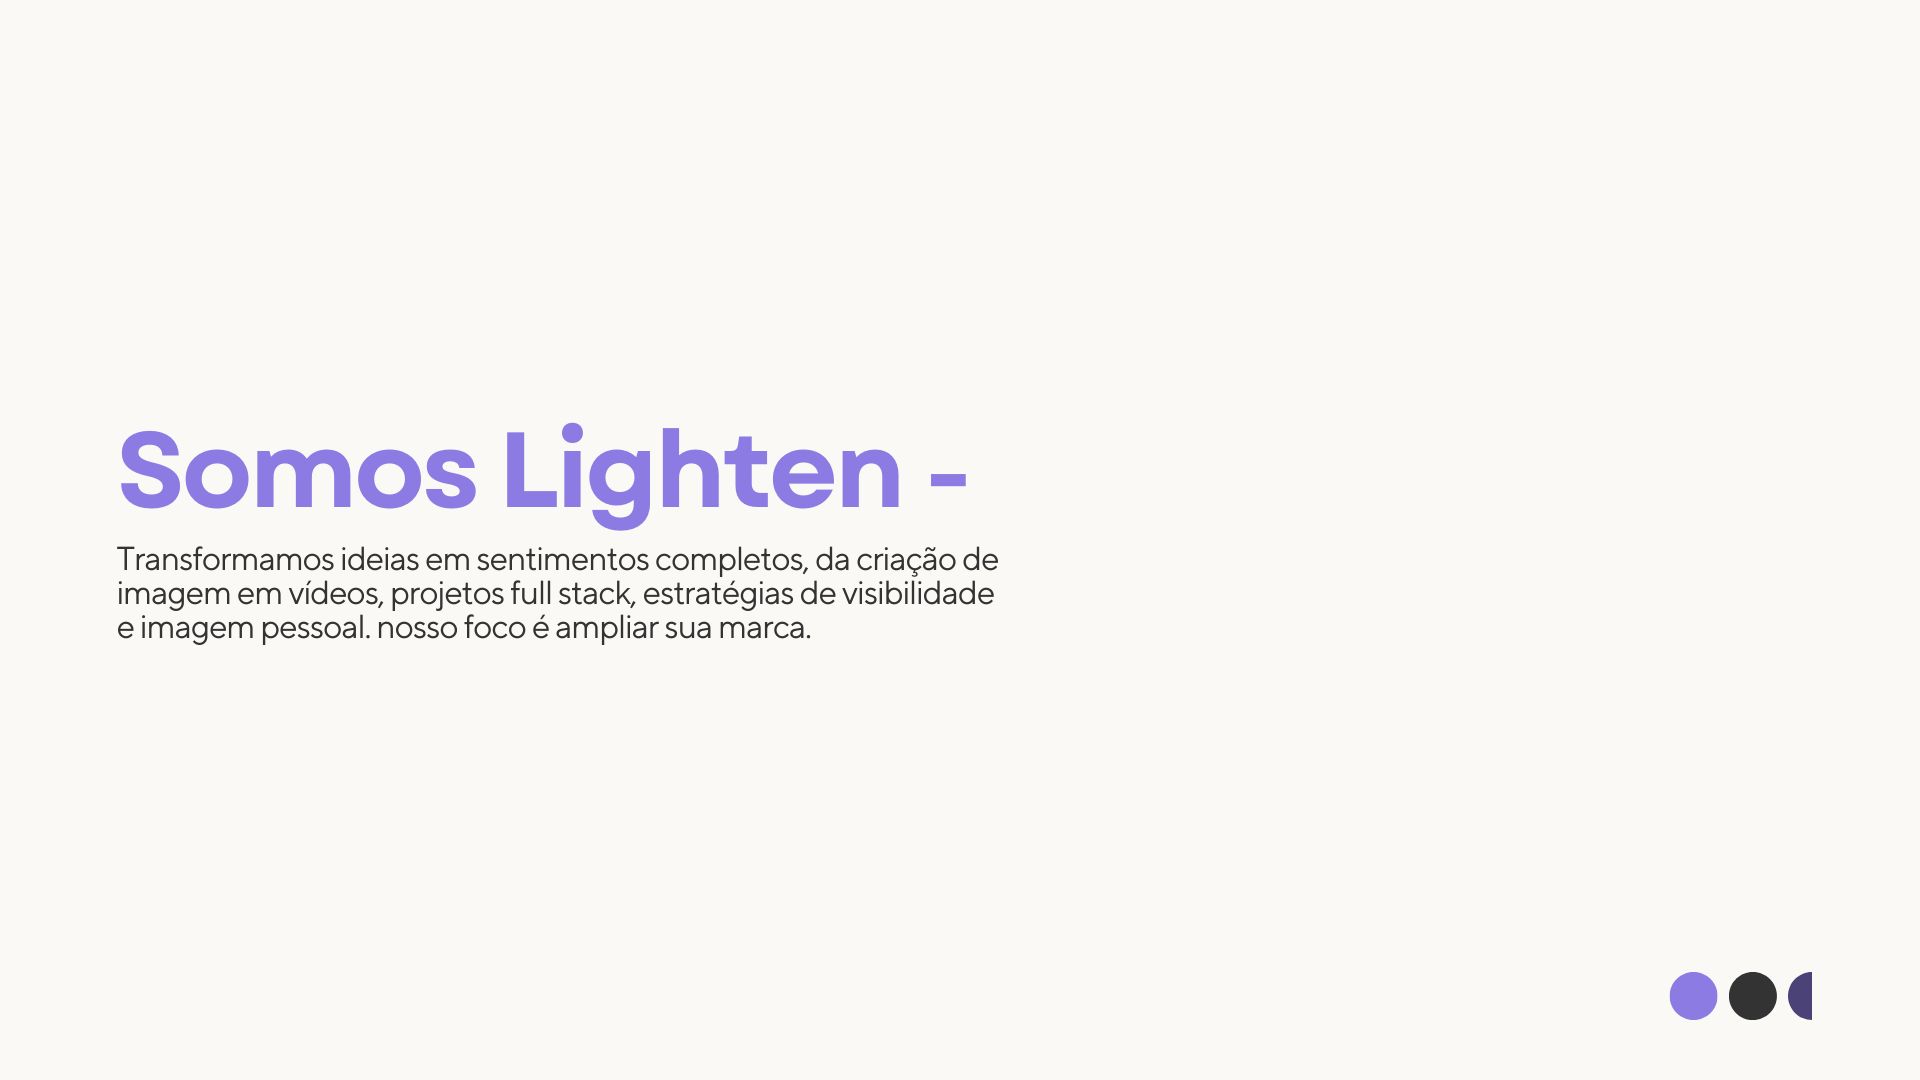 Somos Lighten -
Transformamos ideias em sentimentos completos, da criação de
imagem em vídeos, projetos full stack, estratégias de visibilidade
e imagem pessoal. nosso foco é ampliar sua marca.